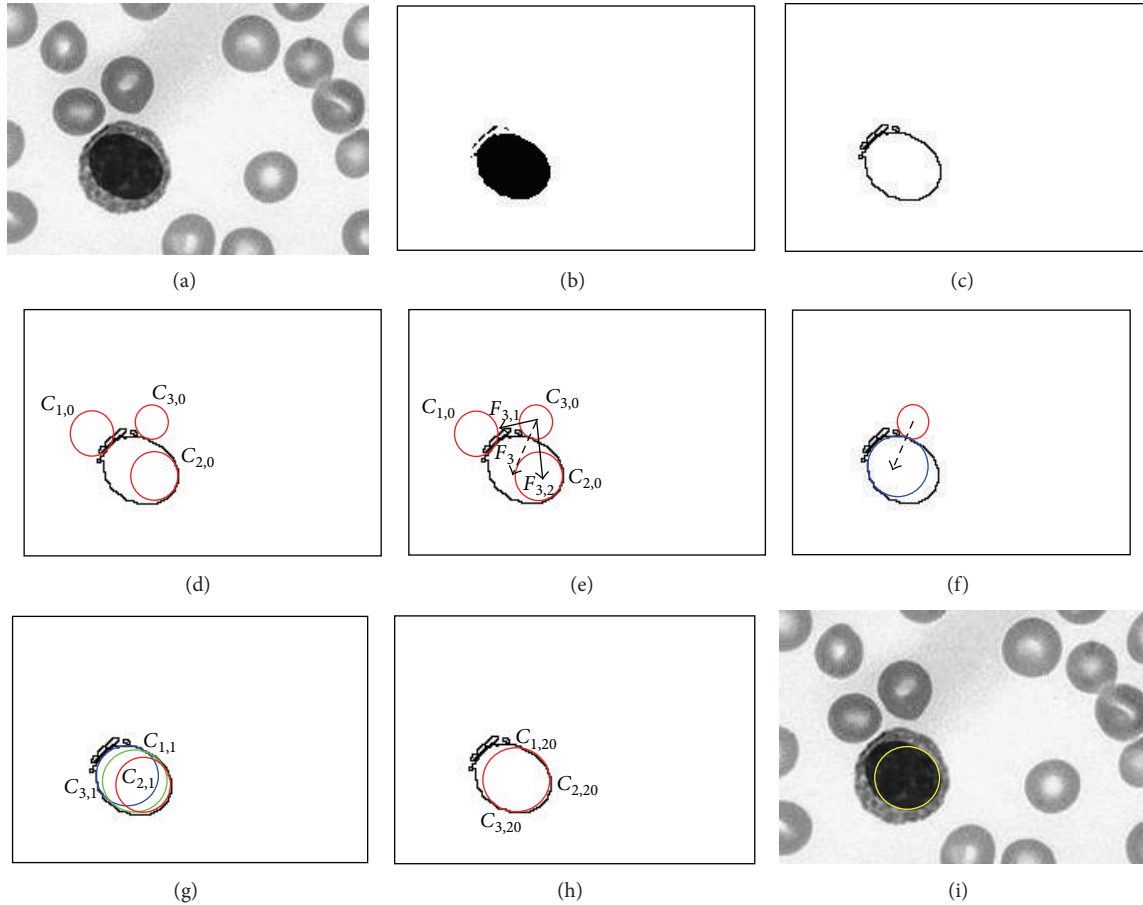 (a)
(b)
(c)
C1,0
C3,0
C2,0
(d)
C1,0
F3,1
C3,0
F3
F3,2
C2,0
(e)
(f)
C1,1
C2,1
C3,1
(g)
C1,20
C2,20
C3,20
(h)
(i)